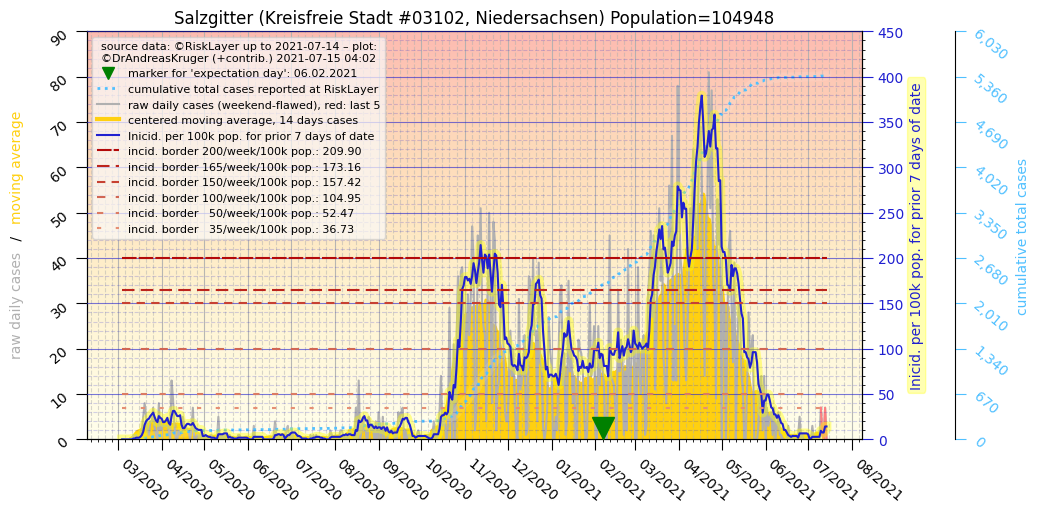 Salzgitter (Kreisfreie Stadt #03102, Niedersachsen) Population=104948
source data: ©RiskLayer up to 2021-07-14 – plot:
©DrAndreasKruger (+contrib.) 2021-07-15 04:02
marker for 'expectation day': 06.02.2021
cumulative total cases reported at RiskLayer
raw daily cases (weekend-flawed), red: last 5
centered moving average, 14 days cases
Inicid. per 100k pop. for prior 7 days of date
incid. border 200/week/100k pop.: 209.90
incid. border 165/week/100k pop.: 173.16
incid. border 150/week/100k pop.: 157.42
incid. border 100/week/100k pop.: 104.95
incid. border   50/week/100k pop.: 52.47
incid. border   35/week/100k pop.: 36.73
raw daily cases  /  moving average
90
80
70
60
50
40
30
20
10
0
03/2020
04/2020
05/2020
06/2020
07/2020
08/2020
09/2020
10/2020
11/2020
12/2020
01/2021
02/2021
03/2021
04/2021
05/2021
06/2021
07/2021
08/2021
450
400
350
300
250
200
150
100
50
0
Inicid. per 100k pop. for prior 7 days of date
6,030
5,360
4,690
4,020
3,350
2,680
2,010
1,340
670
0
cumulative total cases